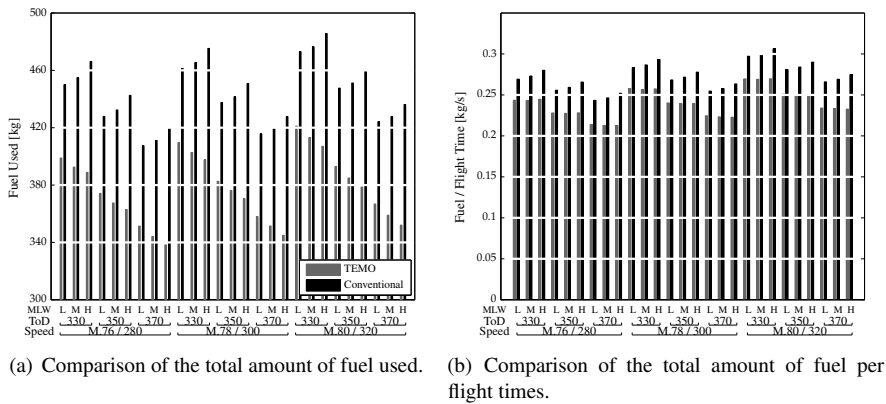 500
460
420
380
340
300
Fuel Used [kg]
TEMO
Conventional
MLW L M H L M H L M H L M H L M H L M H L M H L M H L M H
ToD 330 350 370 330 350 370 330 350 370
Speed M.76 / 280 M.78 / 300 M.80 / 320
(a) Comparison of the total amount of fuel used.
0.3
0.25
0.2
0.15
0.1
0.05
0
Fuel / Flight Time [kg/s]
MLW L M H L M H L M H L M H L M H L M H L M H L M H L M H
ToD 330 350 370 330 350 370 330 350 370
Speed M.76 / 280 M.78 / 300 M.80 / 320
(b) Comparison of the total amount of fuel per
flight times.